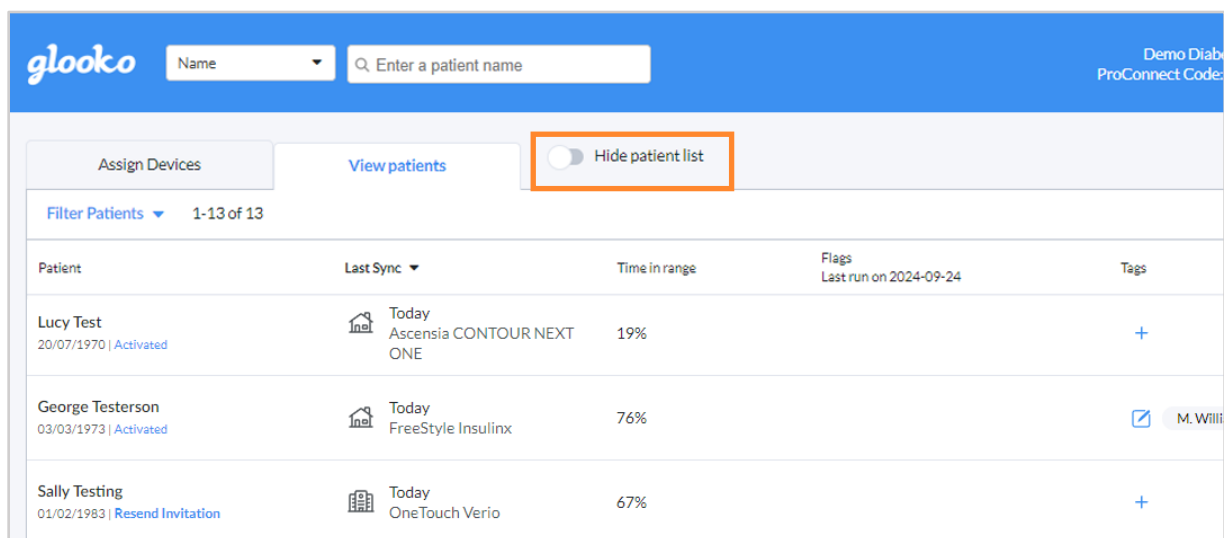 glooko
Name
Enter a patient name
Demo
ProConnect Code:
Assign Devices
View patients
Hide patient list
Filter Patients
1-13 of 13
Patient
Last Sync
Time in range
Flags
Last run on 2024-09-24
Tags
Lucy Test
20/07/1970 | Activated
Today
Ascensia CONTOUR NEXT
ONE
19%
+
George Testerson
03/03/1973 | Activated
Today
FreeStyle Insulinx
76%
M.
Sally Testing
01/02/1983 | Resend Invitation
Today
OneTouch Verio
67%
+